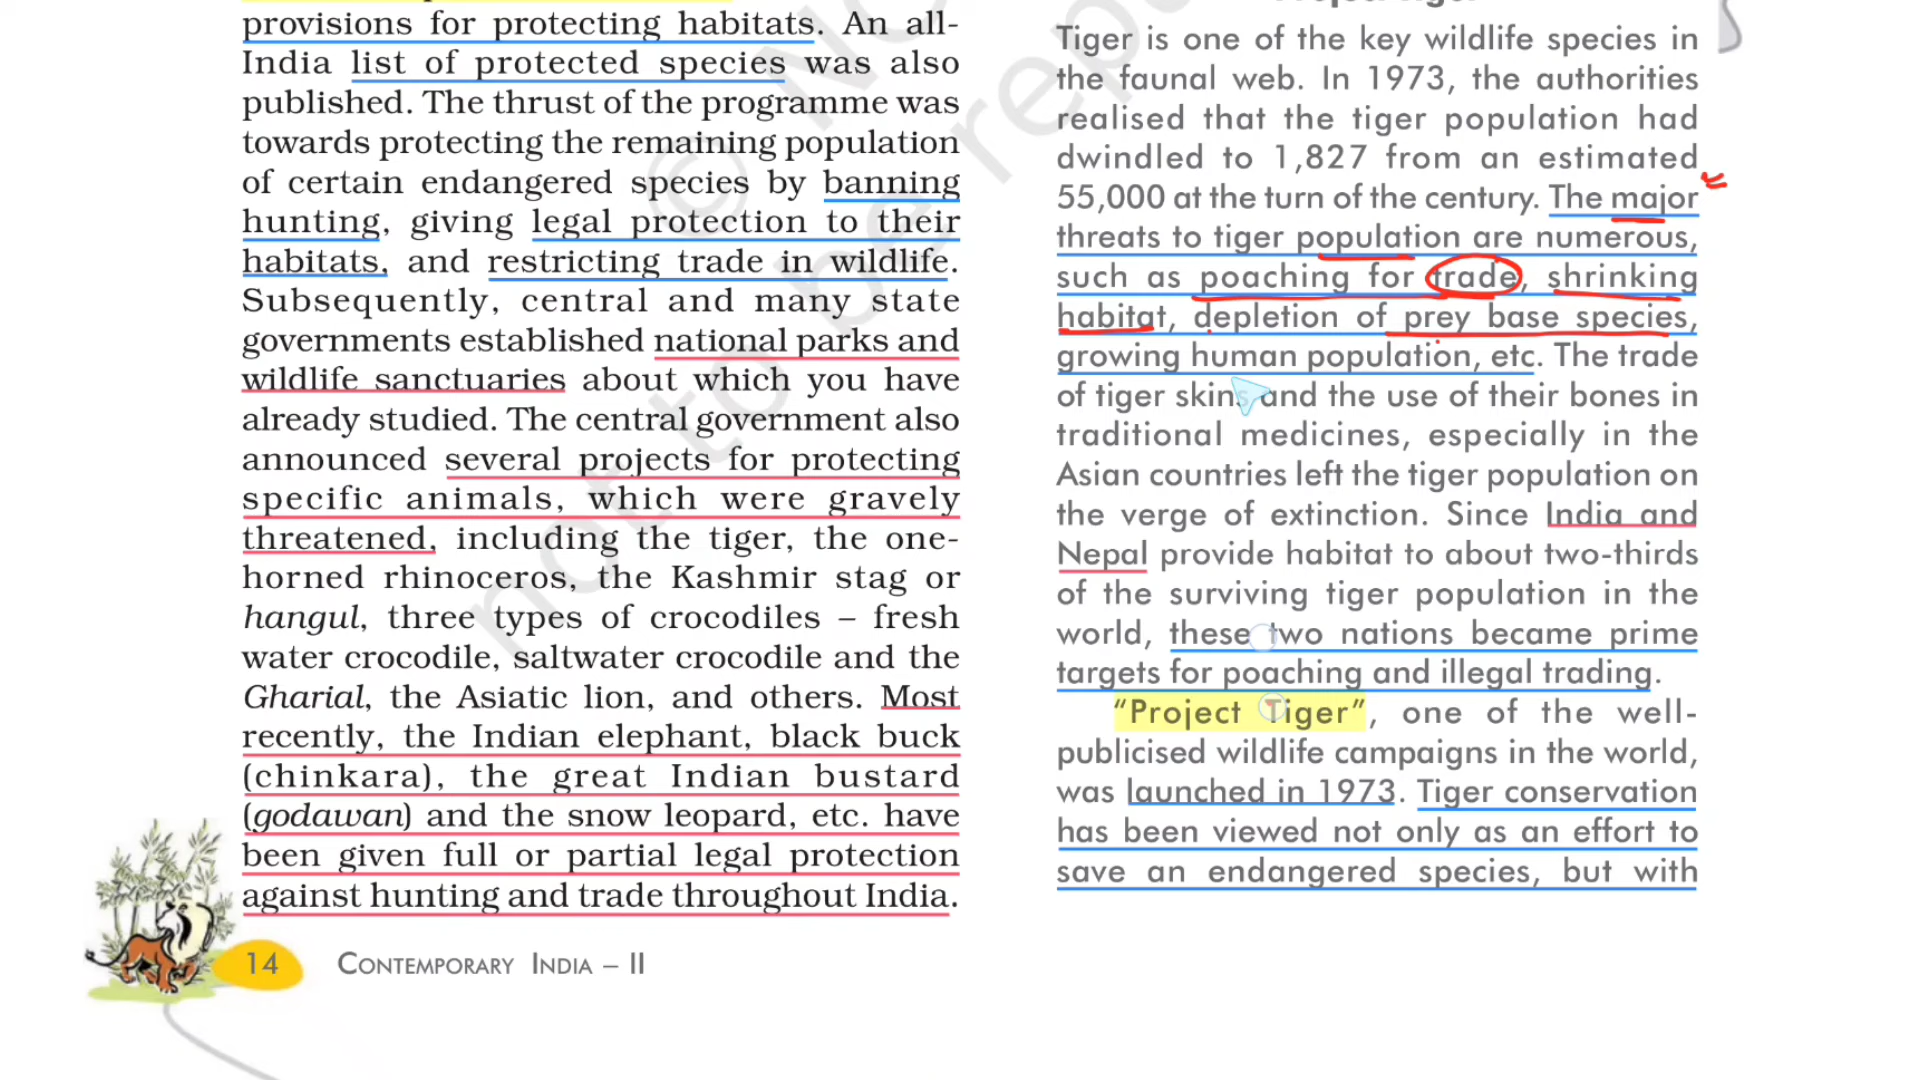 provisions for protecting habitats. An all-
India list of protected species was also
published. The thrust of the programme was
towards protecting the remaining population
of certain endangered species by banning
hunting, giving legal protection to their
habitats, and restricting trade in wildlife.
Subsequently, central and many state
governments established national parks and
wildlife sanctuaries about which you have
already studied. The central government also
announced several projects for protecting
specific animals, which were gravely
threatened, including the tiger, the one-
horned rhinoceros, the Kashmir stag or
hangul, three types of crocodiles – fresh
water crocodile, saltwater crocodile and the
Gharial, the Asiatic lion, and others. Most
recently, the Indian elephant, black buck
(chinkara), the great Indian bustard
(godawan) and the snow leopard, etc. have
been given full or partial legal protection
against hunting and trade throughout India.
14 CONTEMPORARY INDIA – II
Tiger is one of the key wildlife species in
the faunal web. In 1973, the authorities
realised that the tiger population had
dwindled to 1,827 from an estimated
55,000 at the turn of the century. The major
threats to tiger population are numerous,
such as poaching for trade, shrinking
habitat, depletion of prey base species,
growing human population, etc. The trade
of tiger skins and the use of their bones in
traditional medicines, especially in the
Asian countries left the tiger population on
the verge of extinction. Since India and
Nepal provide habitat to about two-thirds
of the surviving tiger population in the
world, these two nations became prime
targets for poaching and illegal trading.
“Project Tiger”, one of the well-
publicised wildlife campaigns in the world,
was launched in 1973. Tiger conservation
has been viewed not only as an effort to
save an endangered species, but with
not to be